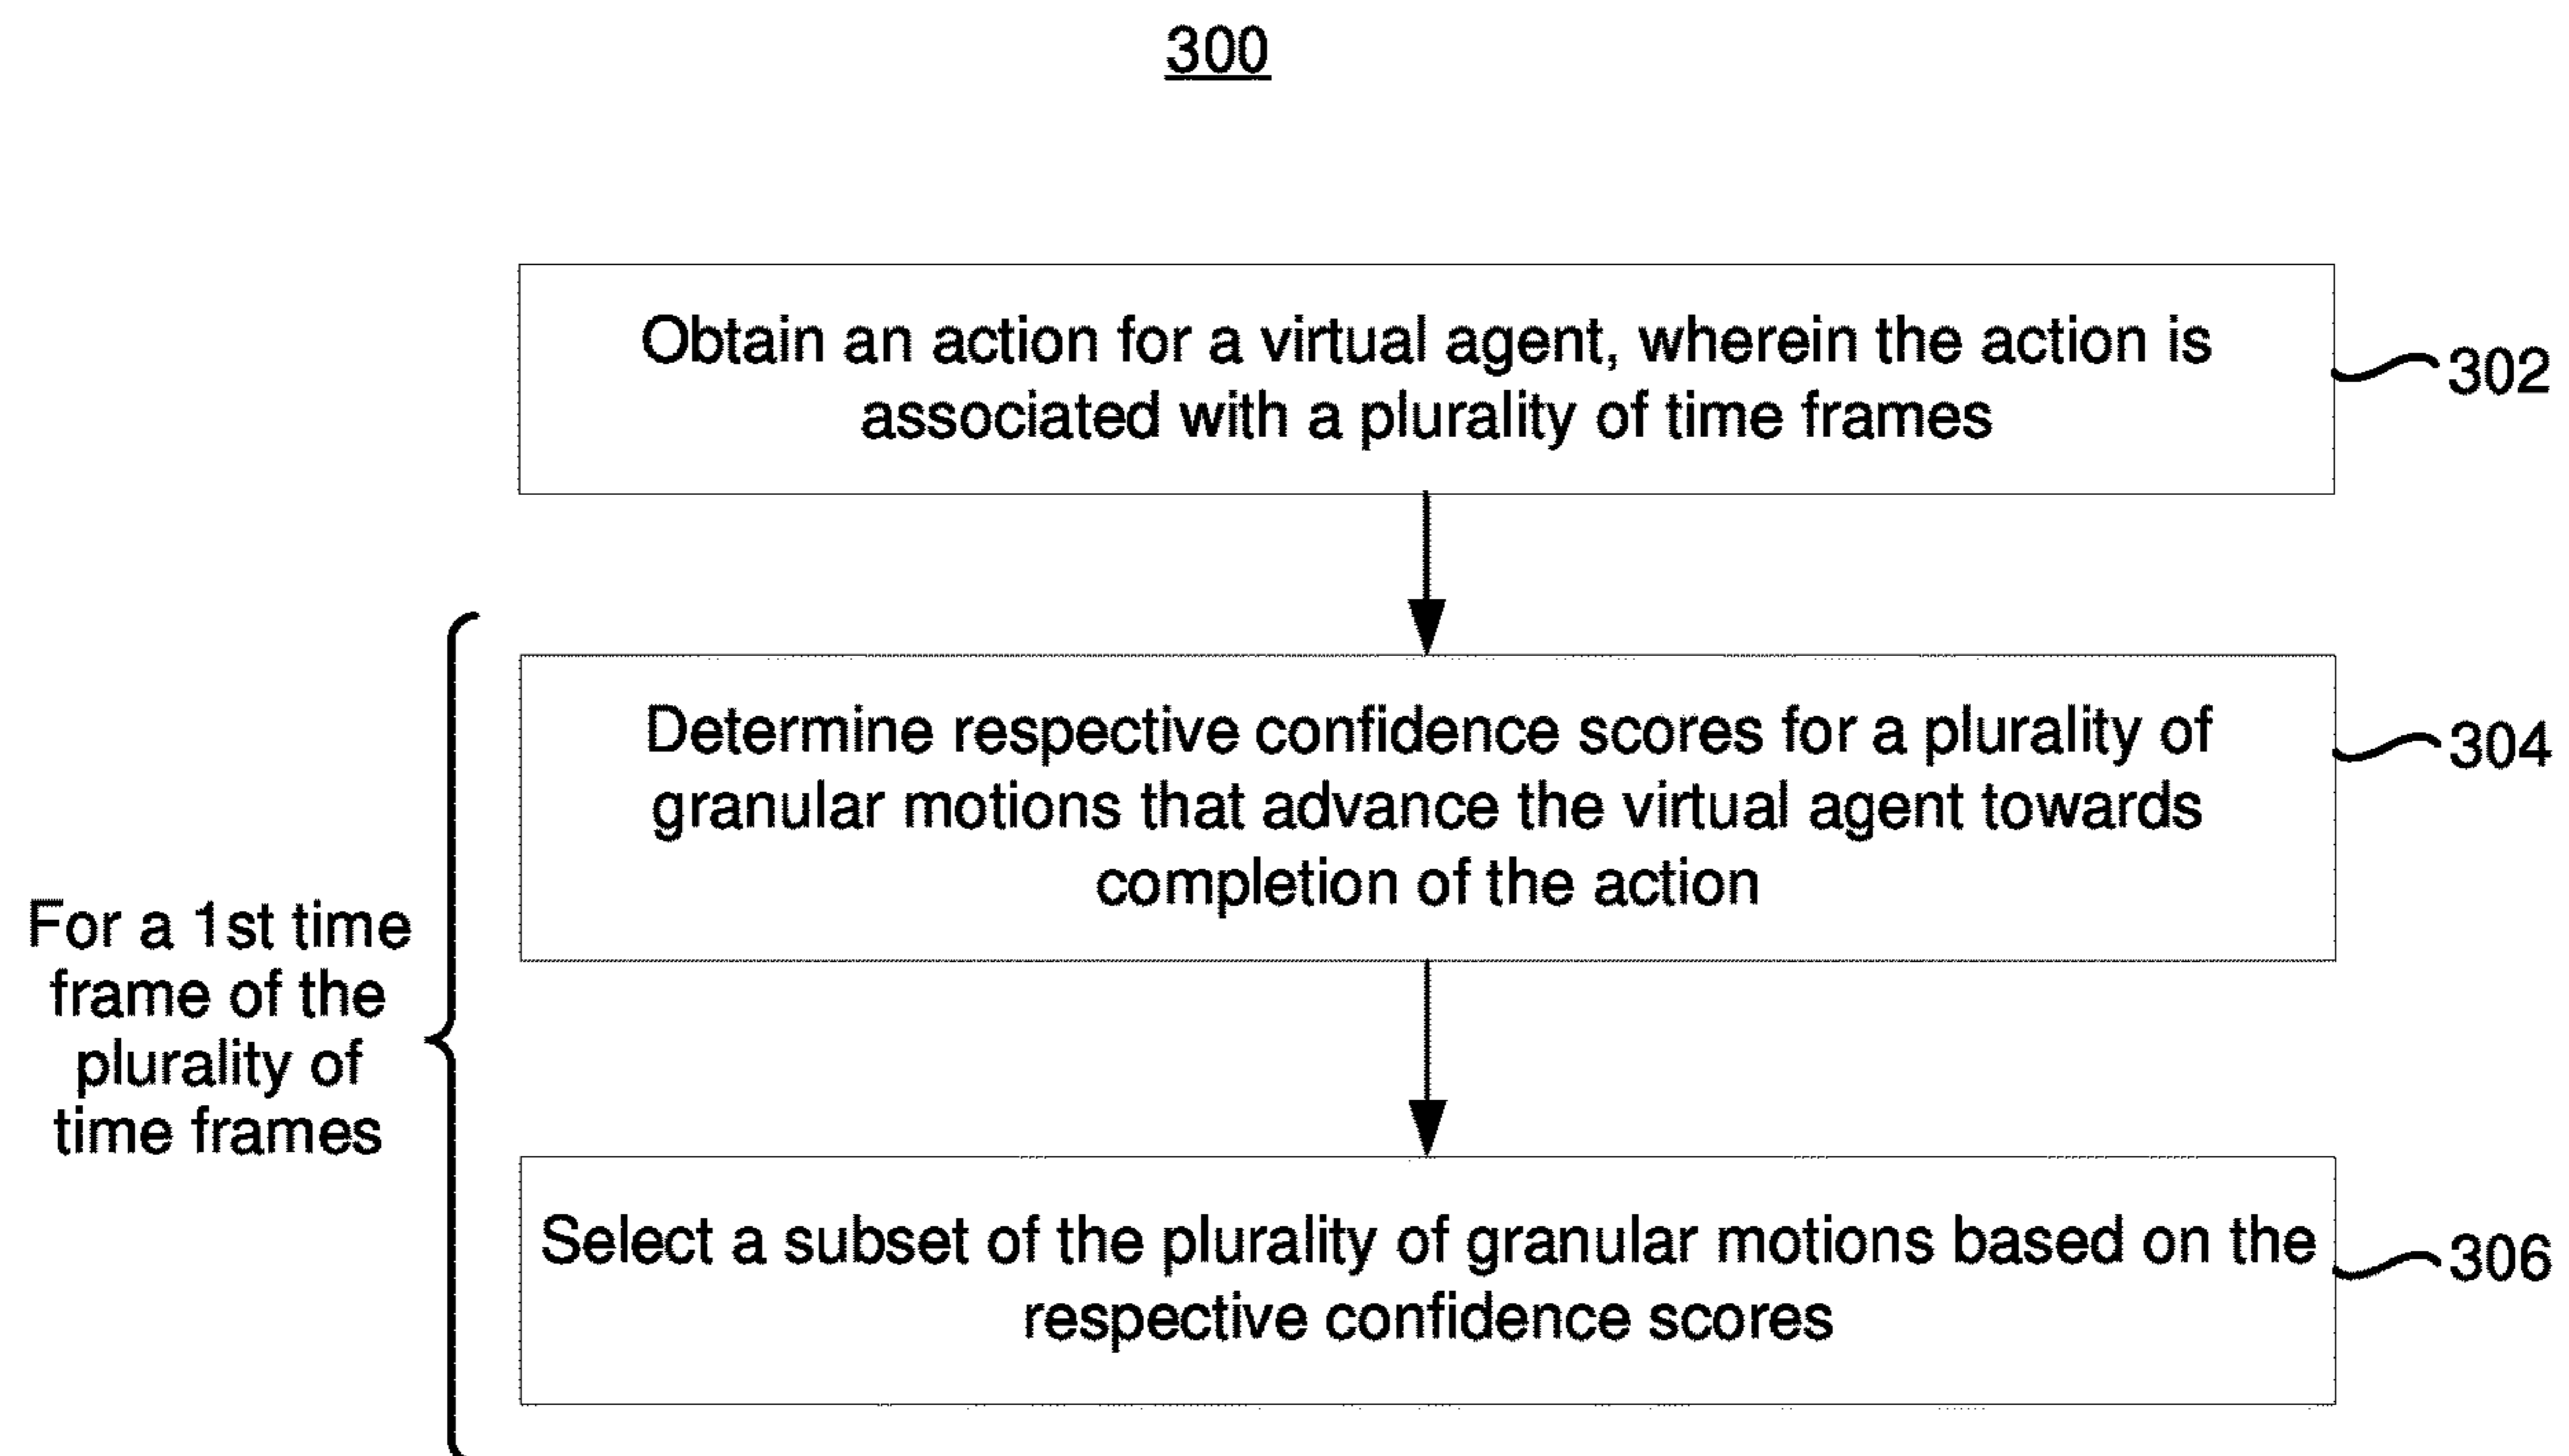 300
Obtain an action for a virtual agent, wherein the action is
associated with a plurality of time frames
302
Determine respective confidence scores for a plurality of
granular motions that advance the virtual agent towards
completion of the action
304
For a 1st time
frame of the
plurality of
time frames
Select a subset of the plurality of granular motions based on the
respective confidence scores
306